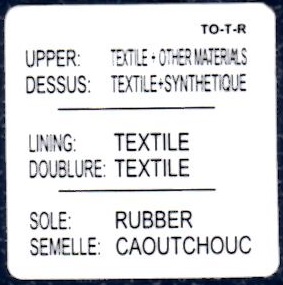 TO-T-R
UPPER: TEXTILE + OTHER MATERIALS
DESSUS: TEXTILE+SYNTHETIQUE
LINING: TEXTILE
DOUBLURE: TEXTILE
SOLE: RUBBER
SEMELLE: CAOUTCHOUC